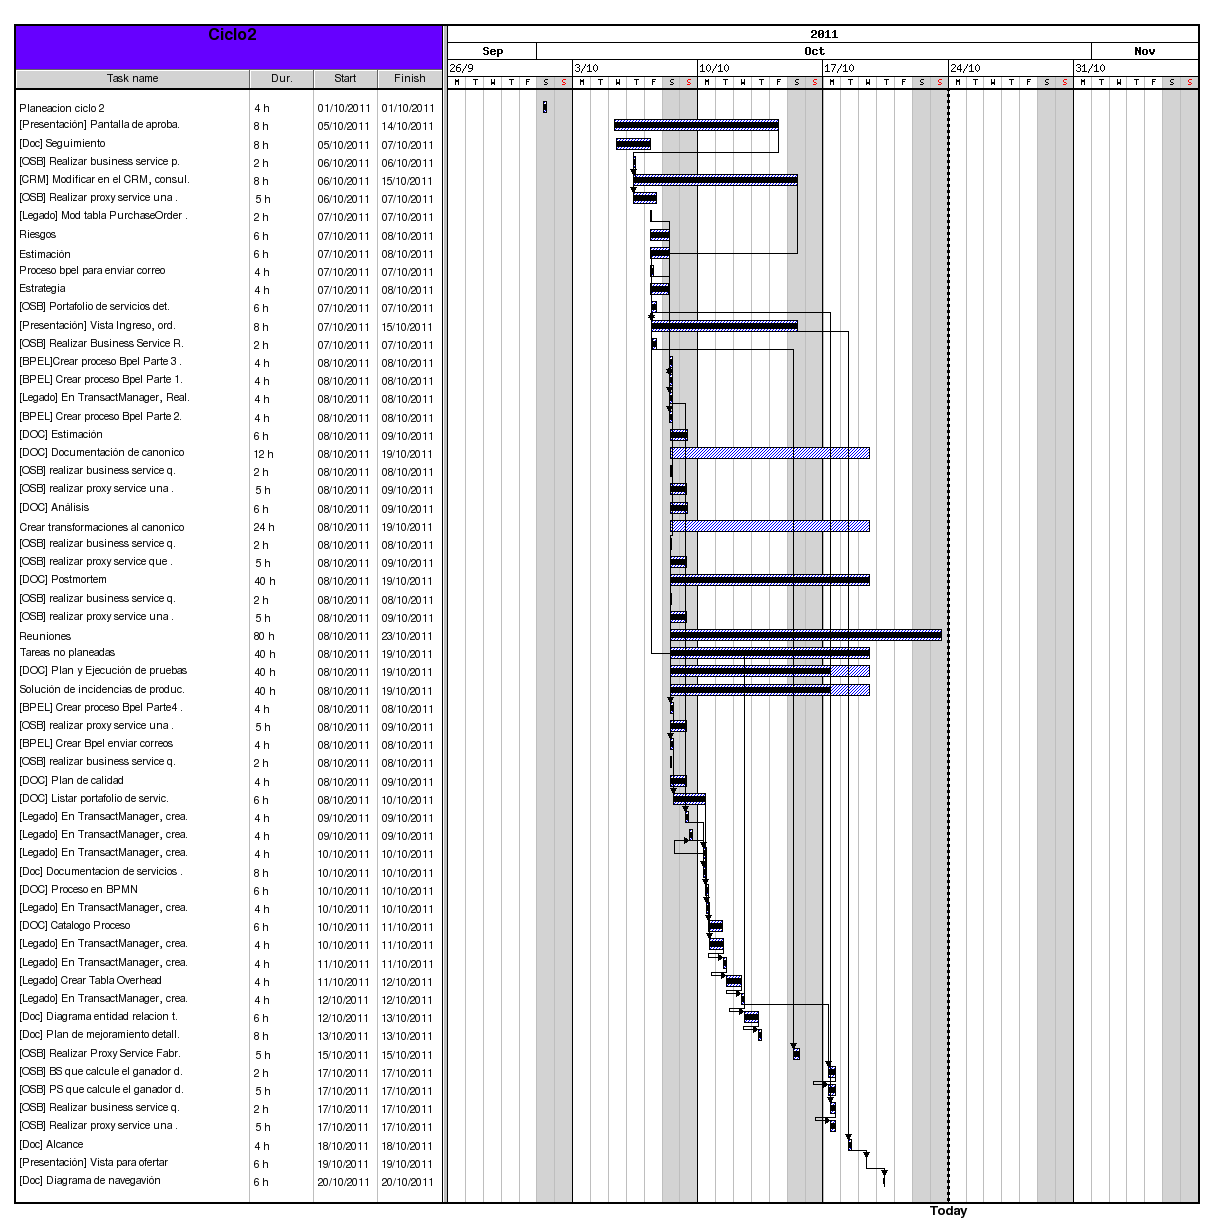 Ciclo2
2011
Sep Oct Nov
26/9 3/10 10/10 17/10 24/10 31/10
Task name Dur. Start Finish M T W T F S S M T W T F S S M T W T F S S M T W T F S S M T W T F S S M T W T F S S
Planeacion ciclo 2 4 h 01/10/2011 01/10/2011
[Presentación] Pantalla de aproba. 8 h 05/10/2011 14/10/2011
[Doc] Seguimiento 8 h 05/10/2011 07/10/2011
[OSB] Realizar business service p. 2 h 06/10/2011 06/10/2011
[CRM] Modificar en el CRM, consul. 8 h 06/10/2011 15/10/2011
[OSB] Realizar proxy service una . 5 h 06/10/2011 07/10/2011
[Legado] Mod tabla PurchaseOrder . 2 h 07/10/2011 07/10/2011
Riesgos 6 h 07/10/2011 08/10/2011
Estimación 6 h 07/10/2011 08/10/2011
Proceso bpel para enviar correo 4 h 07/10/2011 07/10/2011
Estrategia 4 h 07/10/2011 08/10/2011
[OSB] Portafolio de servicios det. 6 h 07/10/2011 07/10/2011
[Presentación] Vista Ingreso, ord. 8 h 07/10/2011 15/10/2011
[OSB] Realizar Business Service R. 2 h 07/10/2011 07/10/2011
[BPEL]Crear proceso Bpel Parte 3 . 4 h 08/10/2011 08/10/2011
[BPEL] Crear proceso Bpel Parte 1. 4 h 08/10/2011 08/10/2011
[Legado] En TransactManager, Real. 4 h 08/10/2011 08/10/2011
[BPEL] Crear proceso Bpel Parte 2. 4 h 08/10/2011 08/10/2011
[DOC] Estimación 6 h 08/10/2011 09/10/2011
[DOC] Documentación de canonico 12 h 08/10/2011 19/10/2011
[OSB] realizar business service q. 2 h 08/10/2011 08/10/2011
[OSB] realizar proxy service una . 5 h 08/10/2011 09/10/2011
[DOC] Análisis 6 h 08/10/2011 09/10/2011
Crear transformaciones al canonico 24 h 08/10/2011 19/10/2011
[OSB] realizar business service q. 2 h 08/10/2011 08/10/2011
[OSB] realizar proxy service que . 5 h 08/10/2011 09/10/2011
[DOC] Postmortem 40 h 08/10/2011 19/10/2011
[OSB] realizar business service q. 2 h 08/10/2011 08/10/2011
[OSB] realizar proxy service una . 5 h 08/10/2011 09/10/2011
Reuniones 80 h 08/10/2011 23/10/2011
Tareas no planeadas 40 h 08/10/2011 19/10/2011
[DOC] Plan y Ejecución de pruebas 40 h 08/10/2011 19/10/2011
Solución de incidencias de produc. 40 h 08/10/2011 19/10/2011
[BPEL] Crear proceso Bpel Parte4 . 4 h 08/10/2011 08/10/2011
[OSB] realizar proxy service una . 5 h 08/10/2011 09/10/2011
[BPEL] Crear Bpel enviar correos 4 h 08/10/2011 08/10/2011
[OSB] realizar business service q. 2 h 08/10/2011 08/10/2011
[DOC] Plan de calidad 4 h 08/10/2011 09/10/2011
[DOC] Listar portafolio de servic. 6 h 08/10/2011 10/10/2011
[Legado] En TransactManager, crea. 4 h 09/10/2011 09/10/2011
[Legado] En TransactManager, crea. 4 h 09/10/2011 09/10/2011
[Legado] En TransactManager, crea. 4 h 10/10/2011 10/10/2011
[Doc] Documentacion de servicios . 8 h 10/10/2011 10/10/2011
[DOC] Proceso en BPMN 6 h 10/10/2011 10/10/2011
[Legado] En TransactManager, crea. 4 h 10/10/2011 10/10/2011
[DOC] Catalogo Proceso 6 h 10/10/2011 11/10/2011
[Legado] En TransactManager, crea. 4 h 10/10/2011 11/10/2011
[Legado] En TransactManager, crea. 4 h 11/10/2011 11/10/2011
[Legado] Crear Tabla Overhead 4 h 11/10/2011 12/10/2011
[Legado] En TransactManager, crea. 4 h 12/10/2011 12/10/2011
[Doc] Diagrama entidad relacion t. 6 h 12/10/2011 13/10/2011
[Doc] Plan de mejoramiento detall. 8 h 13/10/2011 13/10/2011
[OSB] Realizar Proxy Service Fabr. 5 h 15/10/2011 15/10/2011
[OSB] BS que calcule el ganador d. 2 h 17/10/2011 17/10/2011
[OSB] PS que calcule el ganador d. 5 h 17/10/2011 17/10/2011
[OSB] Realizar business service q. 2 h 17/10/2011 17/10/2011
[OSB] Realizar proxy service una . 5 h 17/10/2011 17/10/2011
[Doc] Alcance 4 h 18/10/2011 18/10/2011
[Presentación] Vista para ofertar 6 h 19/10/2011 19/10/2011
[Doc] Diagrama de navegavión 6 h 20/10/2011 20/10/2011
Today